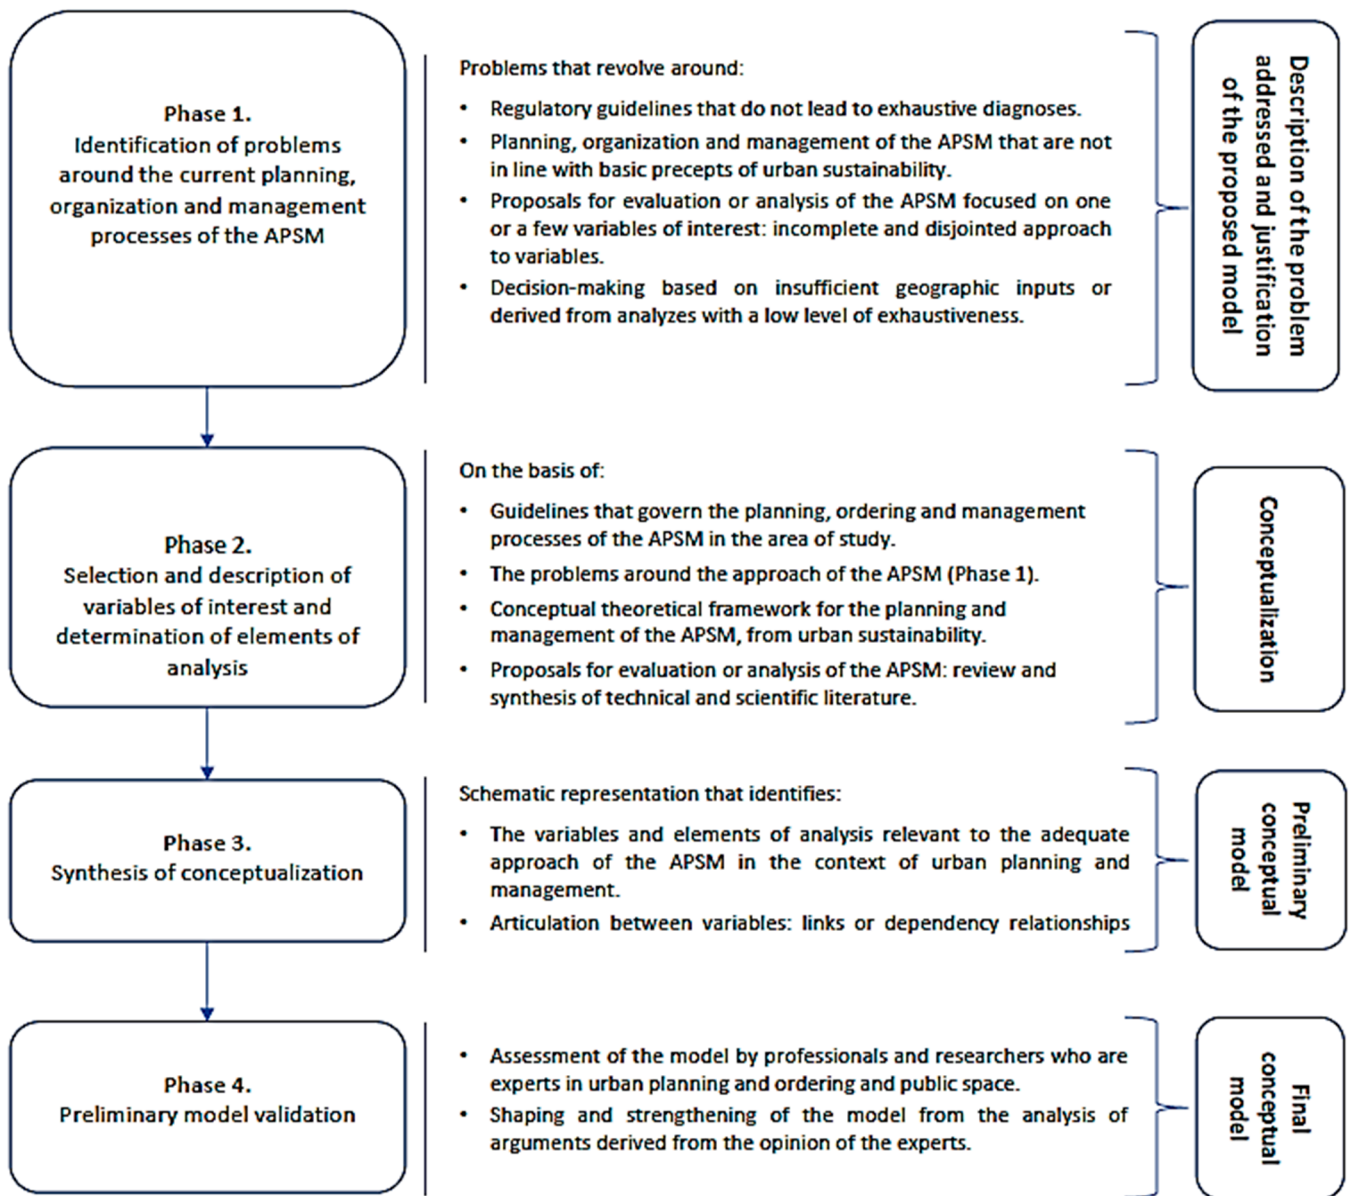 Phase 1.
Identification of problems
around the current planning,
organization and management
processes of the APSM
Problems that revolve around:
• Regulatory guidelines that do not lead to exhaustive diagnoses.
• Planning, organization and management of the APSM that are not
in line with basic precepts of urban sustainability.
• Proposals for evaluation or analysis of the APSM focused on one
or a few variables of interest: incomplete and disjointed approach
to variables.
• Decision-making based on insufficient geographic inputs or
derived from analyzes with a low level of exhaustiveness.
Description of the problem
addressed and justification
of the proposed model
Phase 2.
Selection and description of
variables of interest and
determination of elements of
analysis
On the basis of:
• Guidelines that govern the planning, ordering and management
processes of the APSM in the area of study.
• The problems around the approach of the APSM (Phase 1).
• Conceptual theoretical framework for the planning and
management of the APSM, from urban sustainability.
• Proposals for evaluation or analysis of the APSM: review and
synthesis of technical and scientific literature.
Conceptualization
Phase 3.
Synthesis of conceptualization
Schematic representation that identifies:
• The variables and elements of analysis relevant to the adequate
approach of the APSM in the context of urban planning and
management.
• Articulation between variables: links or dependency relationships
Preliminary
conceptual
model
Phase 4.
Preliminary model validation
• Assessment of the model by professionals and researchers who are
experts in urban planning and ordering and public space.
• Shaping and strengthening of the model from the analysis of
arguments derived from the opinion of the experts.
Final
conceptual
model